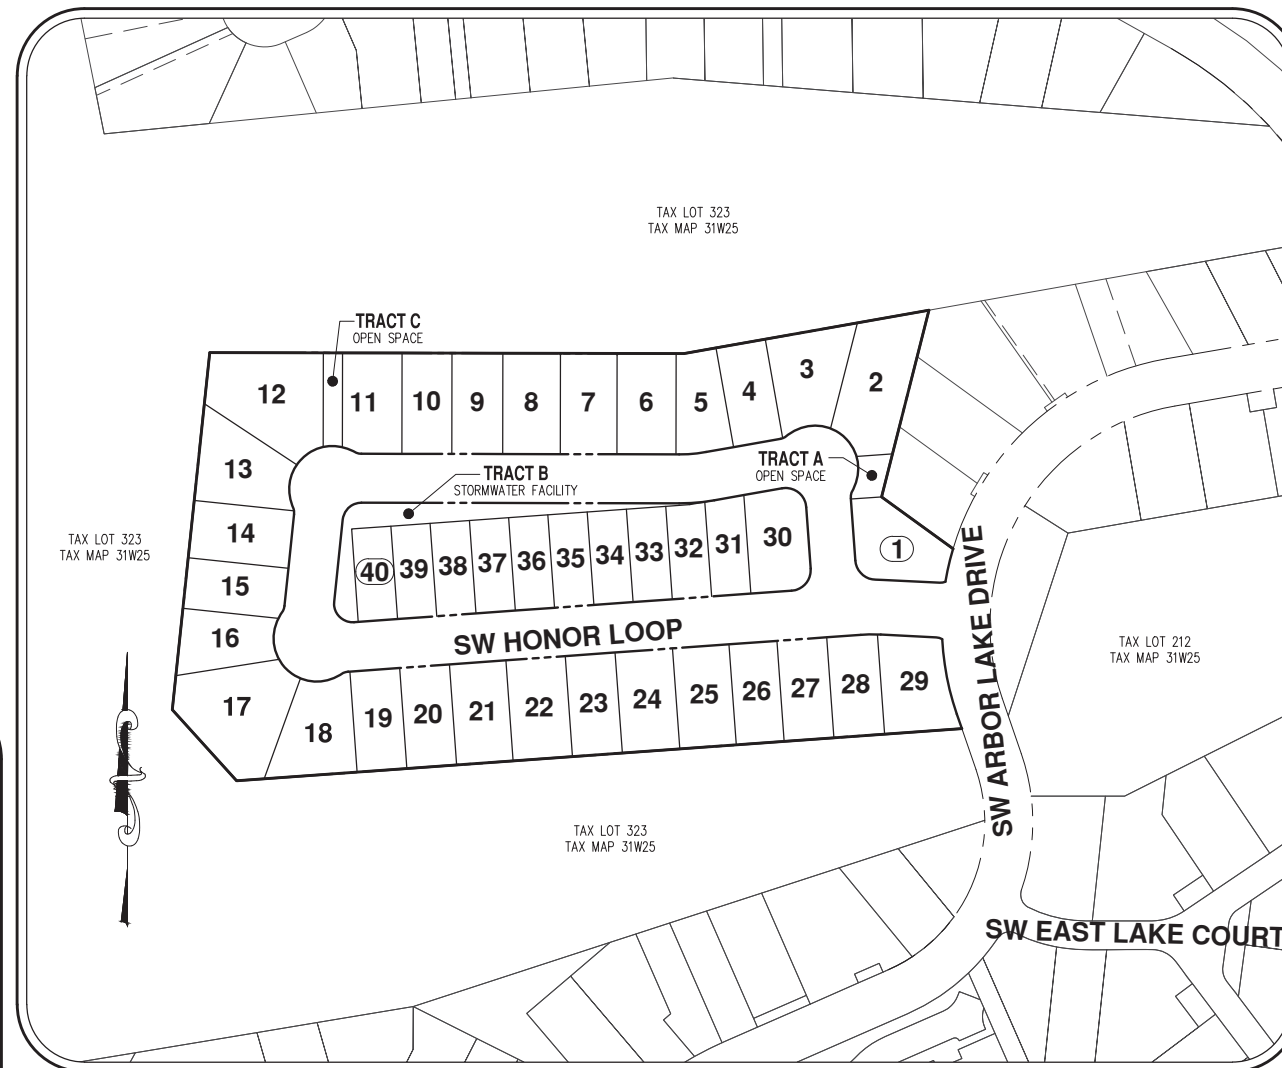 TAX LOT 323
TAX MAP 31W25
TRACT C
OPEN SPACE
12
11
10
9
8
7
6
5
4
3
2
13
TRACT B
STORMWATER FACILITY
TRACT A
OPEN SPACE
14
TAX LOT 323
TAX MAP 31W25
15
16
17
40
39
38
37
36
35
34
33
32
31
30
1
SW HONOR LOOP
SW ARBOR LAKE DRIVE
TAX LOT 212
TAX MAP 31W25
18
19
20
21
22
23
24
25
26
27
28
29
TAX LOT 323
TAX MAP 31W25
SW EAST LAKE COURT